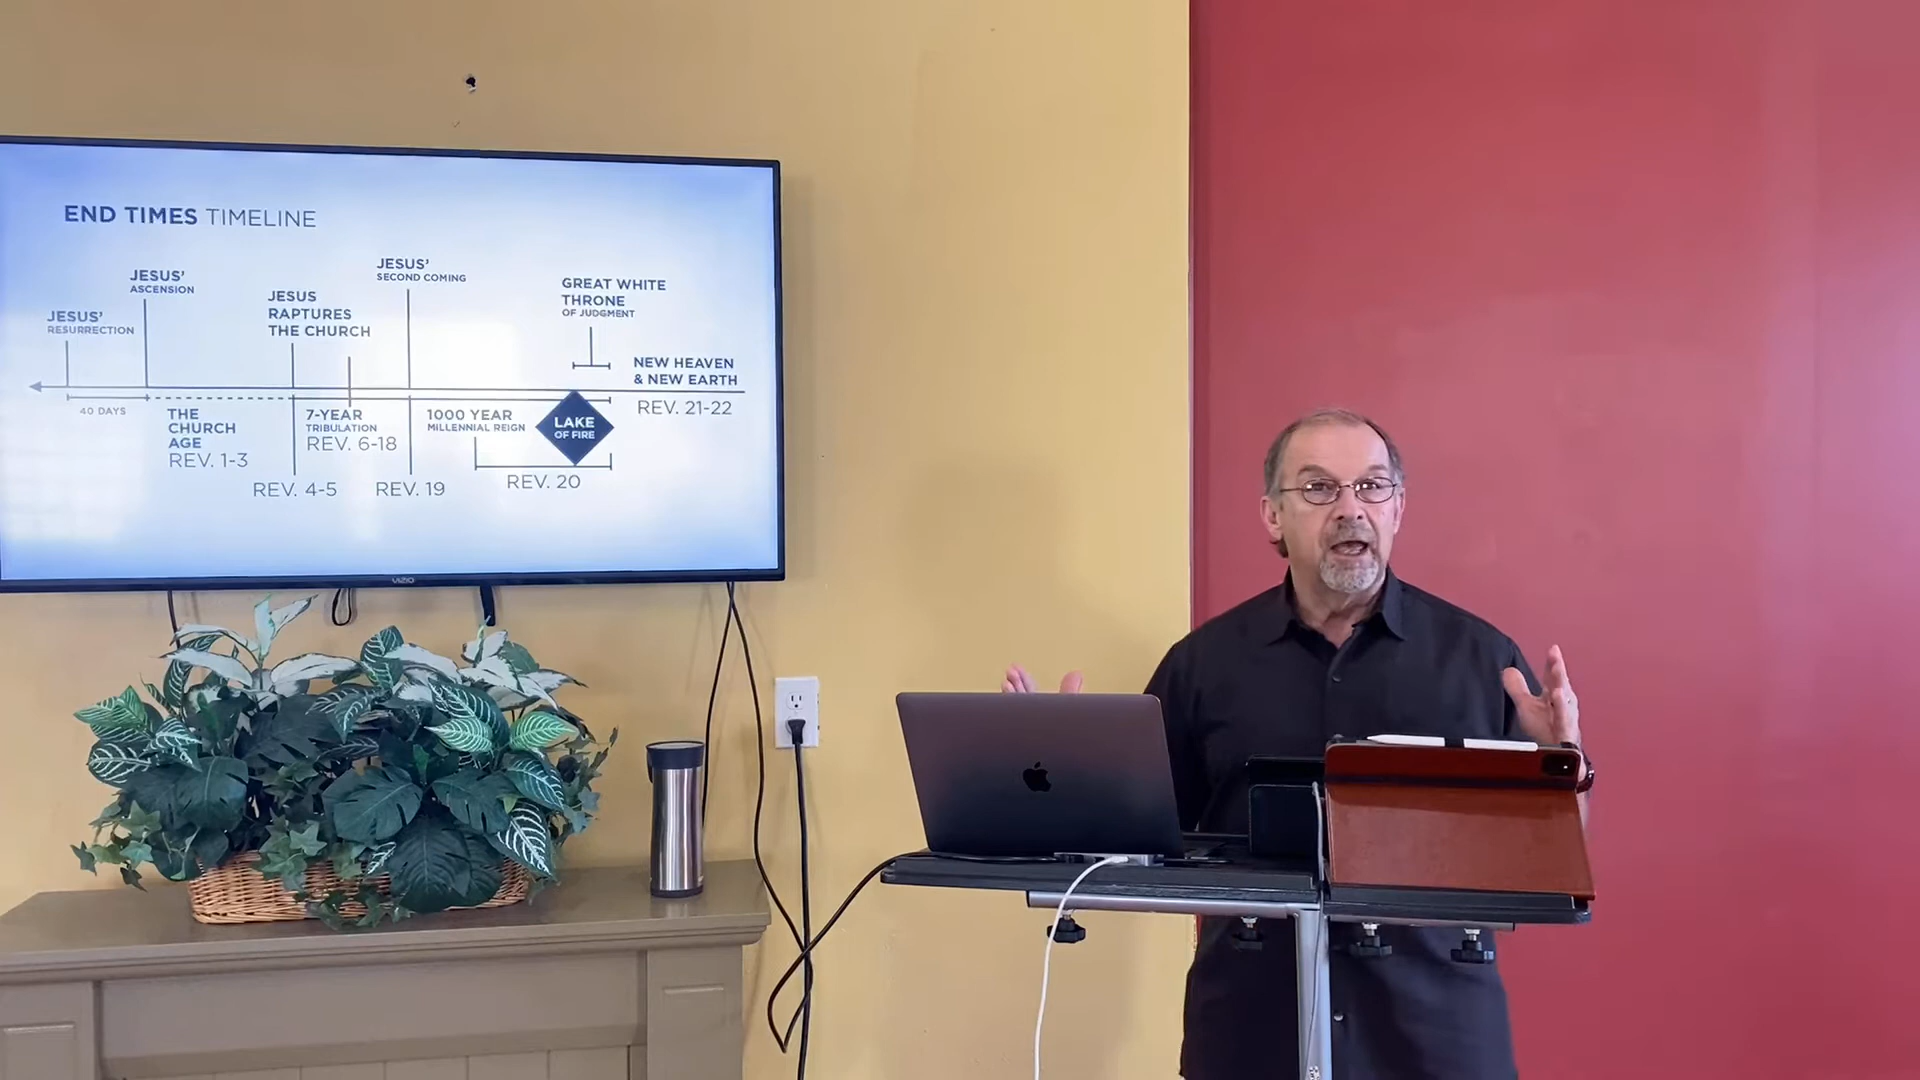 END TIMES TIMELINE
JESUS'
SECOND COMING
JESUS'
ASCENSION
GREAT WHITE
THRONE
OF JUDGMENT
JESUS
RAPTURES
THE CHURCH
JESUS'
RESURRECTION
NEW HEAVEN
& NEW EARTH
REV. 21-22
40 DAYS
THE
CHURCH
AGE
REV. 1-3
7-YEAR
TRIBULATION
REV. 6-18
1000 YEAR
MILLENNIAL REIGN
LAKE
OF FIRE
REV. 4-5
REV. 19
REV. 20
VIZIO